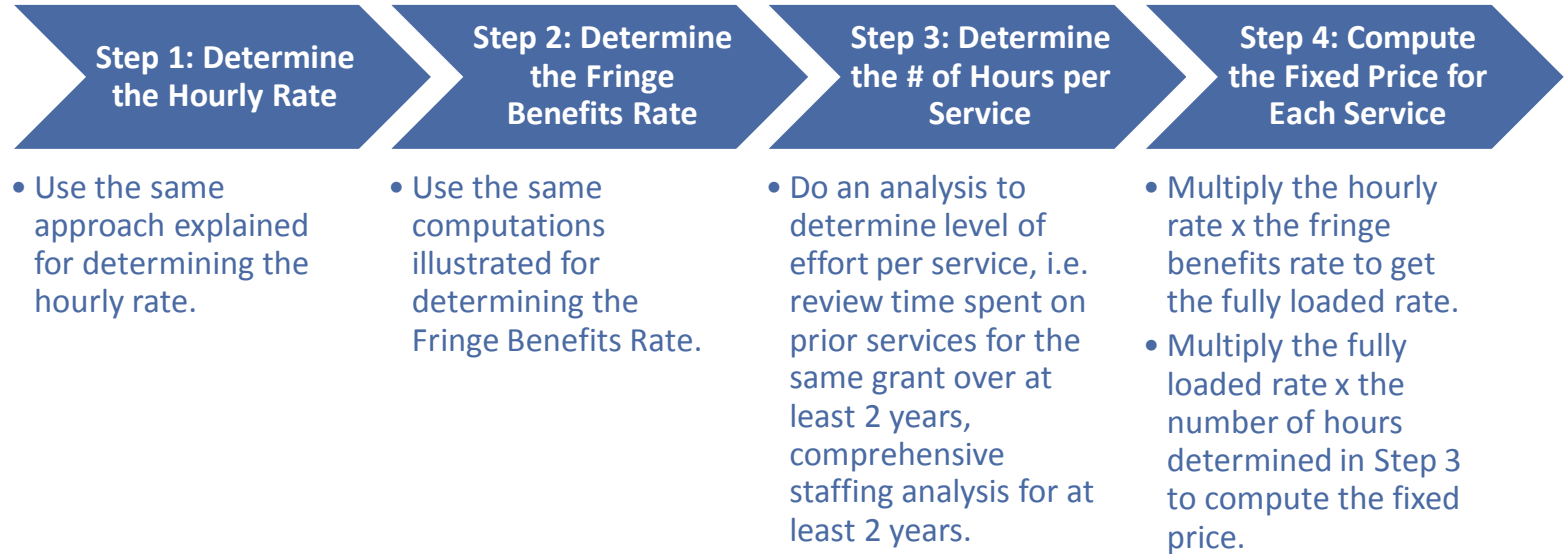 Step 1: Determine
the Hourly Rate
• Use the same
approach explained
for determining the
hourly rate.
Step 2: Determine
the Fringe
Benefits Rate
• Use the same
computations
illustrated for
determining the
Fringe Benefits Rate.
Step 3: Determine
the # of Hours per
Service
• Do an analysis to
determine level of
effort per service, i.e.
review time spent on
prior services for the
same grant over at
least 2 years,
comprehensive
staffing analysis for at
least 2 years.
Step 4: Compute
the Fixed Price for
Each Service
• Multiply the hourly
rate x the fringe
benefits rate to get
the fully loaded rate.
• Multiply the fully
loaded rate x the
number of hours
determined in Step 3
to compute the fixed
price.